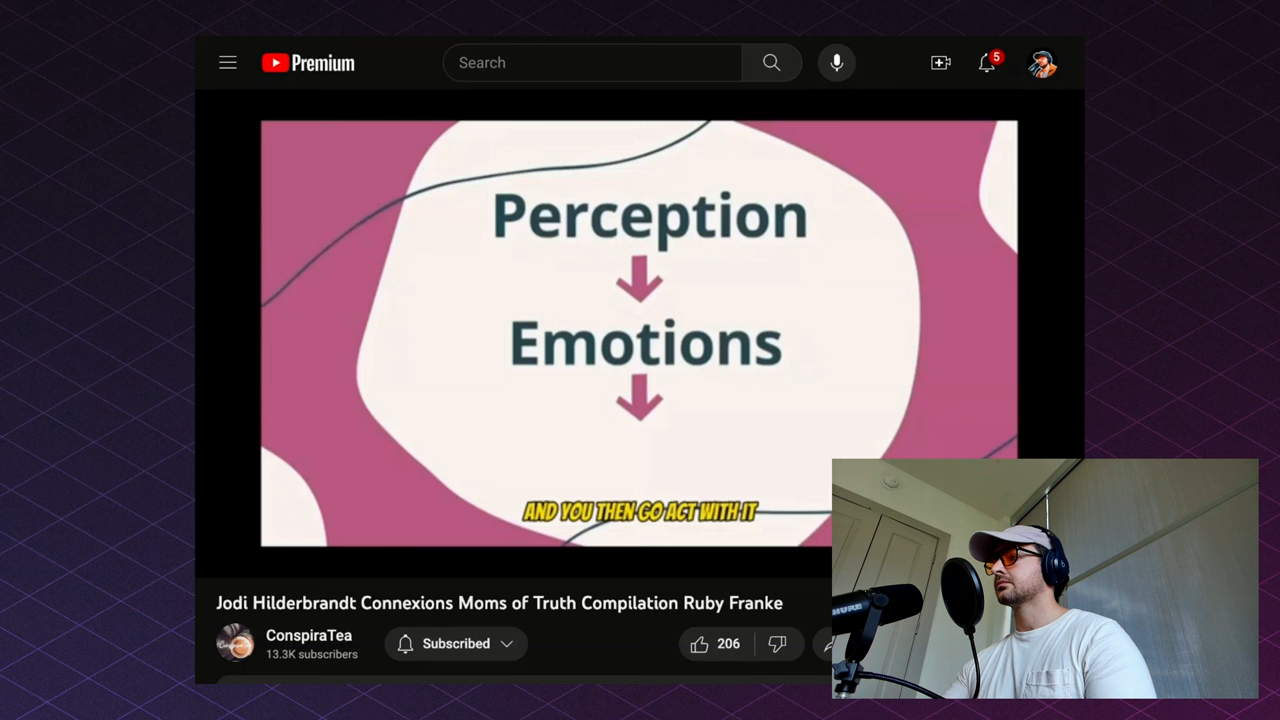 Premium
Search
5
Perception
Emotions
AND YOU THEN GO ACT WITH IT
Jodi Hilderbrandt Connexions Moms of Truth Compilation Ruby Franke
ConspiraTea
13.3K subscribers
Subscribed
206